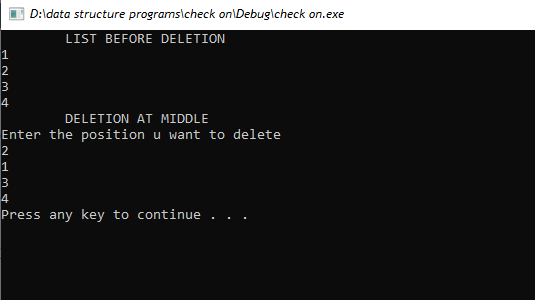 D:\data structure programs\check on\Debug\check on.exe
LIST BEFORE DELETION
1
2
3
4
DELETION AT MIDDLE
Enter the position u want to delete
2
1
3
4
Press any key to continue . . .